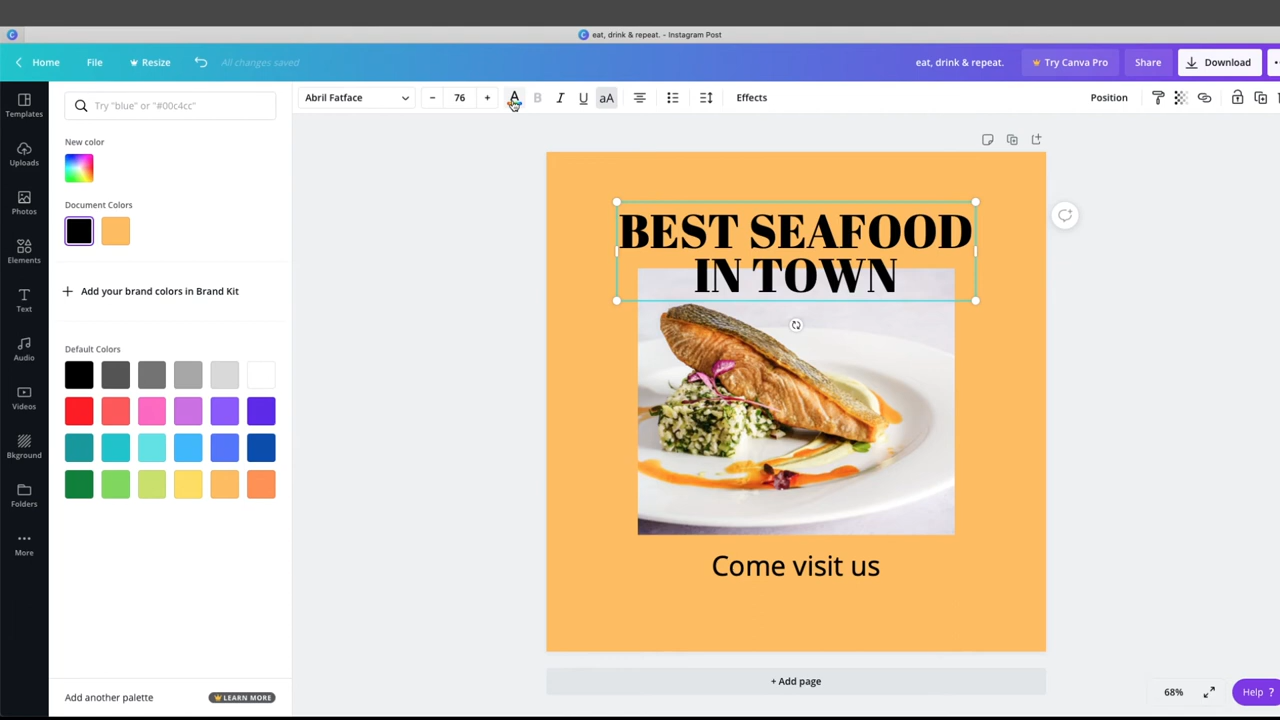 eat, drink & repeat. - Instagram Post
Home File Resize All changes saved eat, drink & repeat. Try Canva Pro Share Download
Templates
Uploads
Photos
Elements
Text
Audio
Videos
Bkground
Folders
More
Try "blue" or "#00c4cc"
New color
Document Colors
+ Add your brand colors in Brand Kit
Default Colors
Add another palette LEARN MORE
Abril Fatface - 76 + A B I U aA Effects Position
BEST SEAFOOD
IN TOWN
Come visit us
+ Add page
68% Help ?